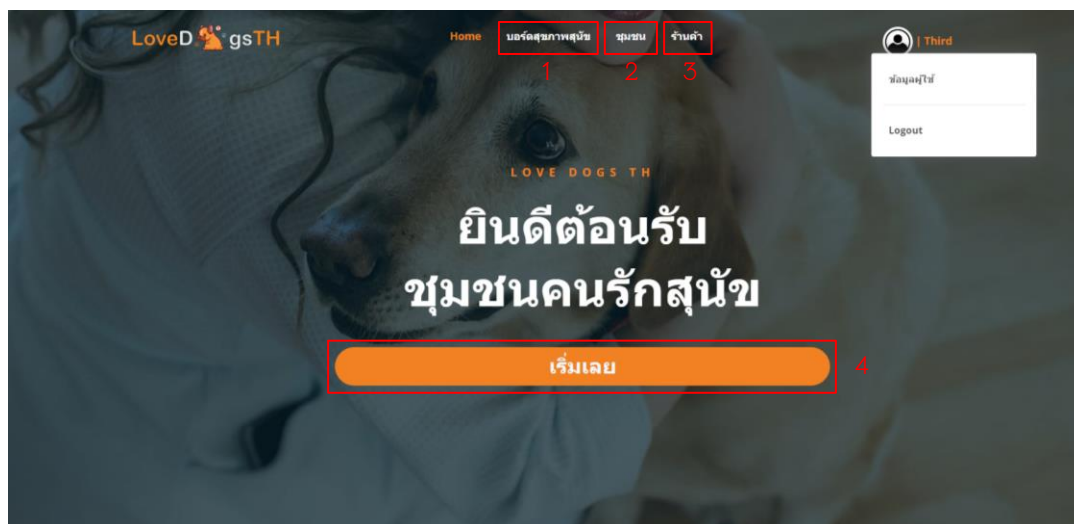 LoveD gsTH
Home บอร์ดสุขภาพสุนัข ชุมชน ร้านค้า
| Third
1 2 3
ข้อมูลผู้ใช้
Logout
LOVE DOGS TH
ยินดีต้อนรับ
ชุมชนคนรักสุนัข
เริ่มเลย
4